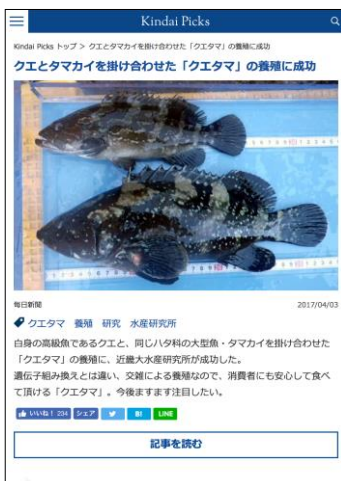 Kindai Picks
Kindai Picks トップ > クエとタマカイを掛け合わせた「クエタマ」の養殖に成功
クエとタマカイを掛け合わせた「クエタマ」の養殖に成功
毎日新聞 2017/04/03
クエタマ 養殖 研究 水産研究所
白身の高級魚であるクエと、同じハタ科の大型魚・タマカイを掛け合わせた
「クエタマ」の養殖に、近畿大水産研究所が成功した。
遺伝子組み換えとは違い、交雑による養殖なので、消費者にも安心して食べ
て頂ける「クエタマ」。今後ますます注目したい。
いいね! 234 シェア B! LINE
記事を読む